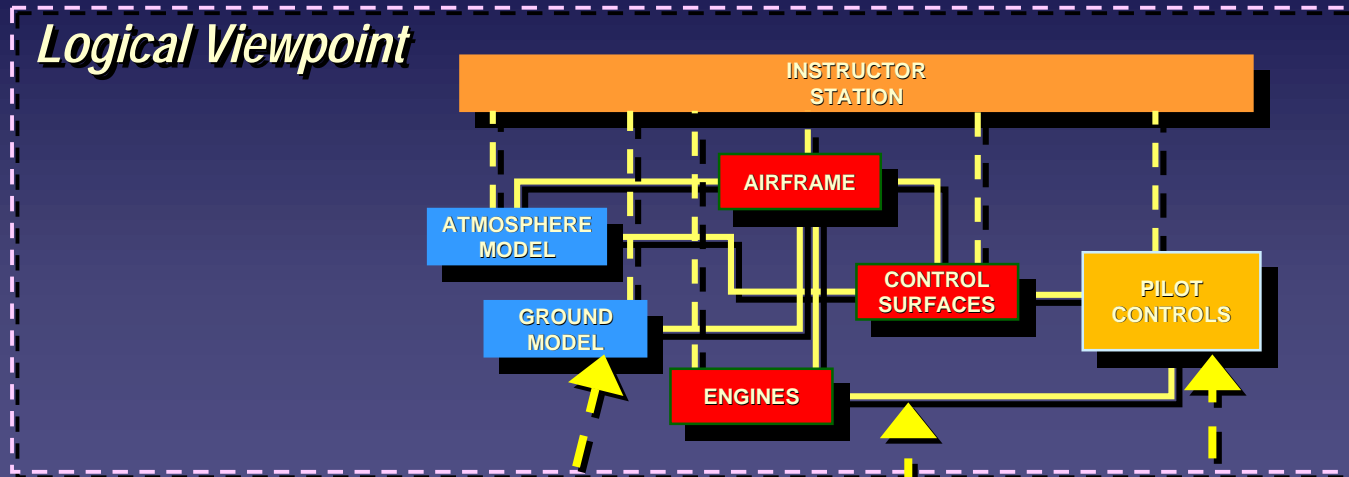 Logical Viewpoint
INSTRUCTOR
STATION
AIRFRAME
ATMOSPHERE
MODEL
CONTROL
SURFACES
PILOT
CONTROLS
GROUND
MODEL
ENGINES